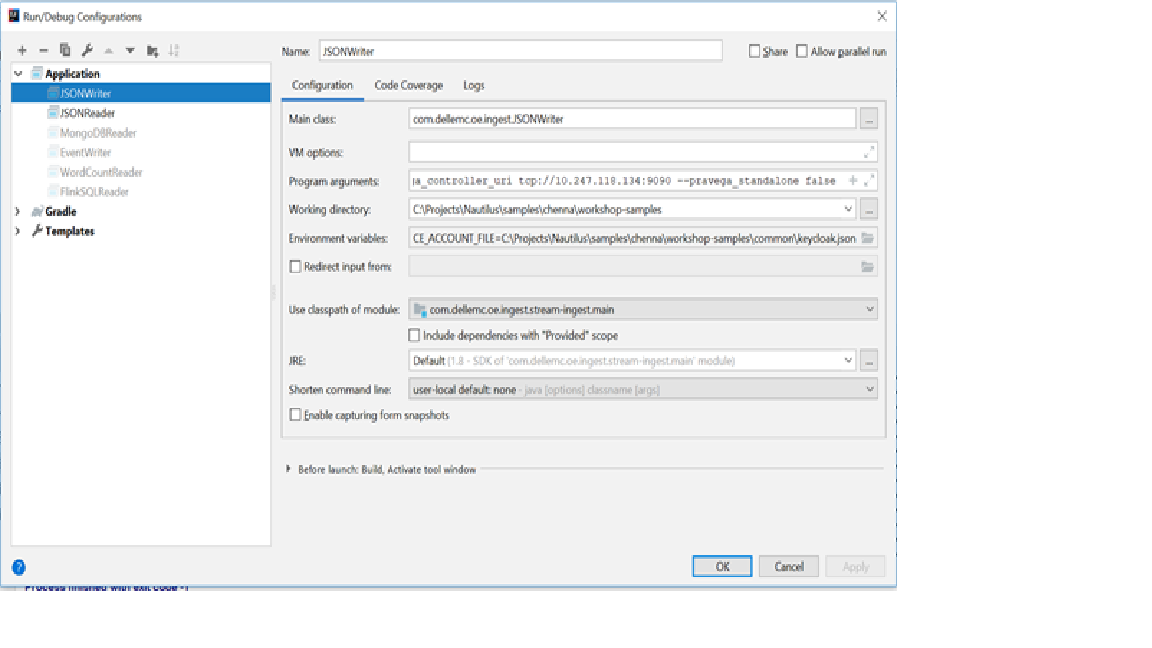 Run/Debug Configurations
Name: JSONWriter
Share Allow parallel run
Application
JSONWriter
JSONReader
MongoDBReader
EventWriter
WordCountReader
FlinkSQLReader
Gradle
Templates
Configuration Code Coverage Logs
Main class: com.dellemc.oe.ingest.JSONWriter ...
VM options:
Program arguments: ja_controller_uri tcp://10.247.118.134:9090 --pravega_standalone false
Working directory: C:\Projects\Nautilus\samples\chenna\workshop-samples ...
Environment variables: CE_ACCOUNT_FILE=C:\Projects\Nautilus\samples\chenna\workshop-samples\common\keycloak.json
Redirect input from:
Use classpath of module: com.dellemc.oe.ingest.stream-ingest.main
Include dependencies with "Provided" scope
JRE: Default (1.8 - SDK of 'com.dellemc.oe.ingest.stream-ingest.main' module) ...
Shorten command line: user-local default: none - java [options] classname [args]
Enable capturing form snapshots
Before launch: Build, Activate tool window
? OK Cancel Apply
Process finished with exit code -1